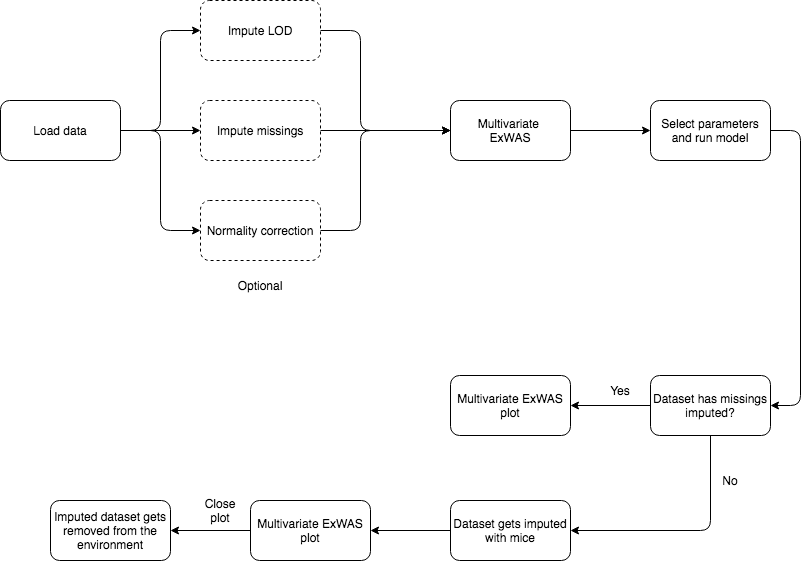 Impute LOD
Load data
Impute missings
Multivariate
ExWAS
Select parameters
and run model
Normality correction
Optional
Yes
Multivariate ExWAS
plot
Dataset has missings
imputed?
No
Close
plot
Imputed dataset gets
removed from the
environment
Multivariate ExWAS
plot
Dataset gets imputed
with mice